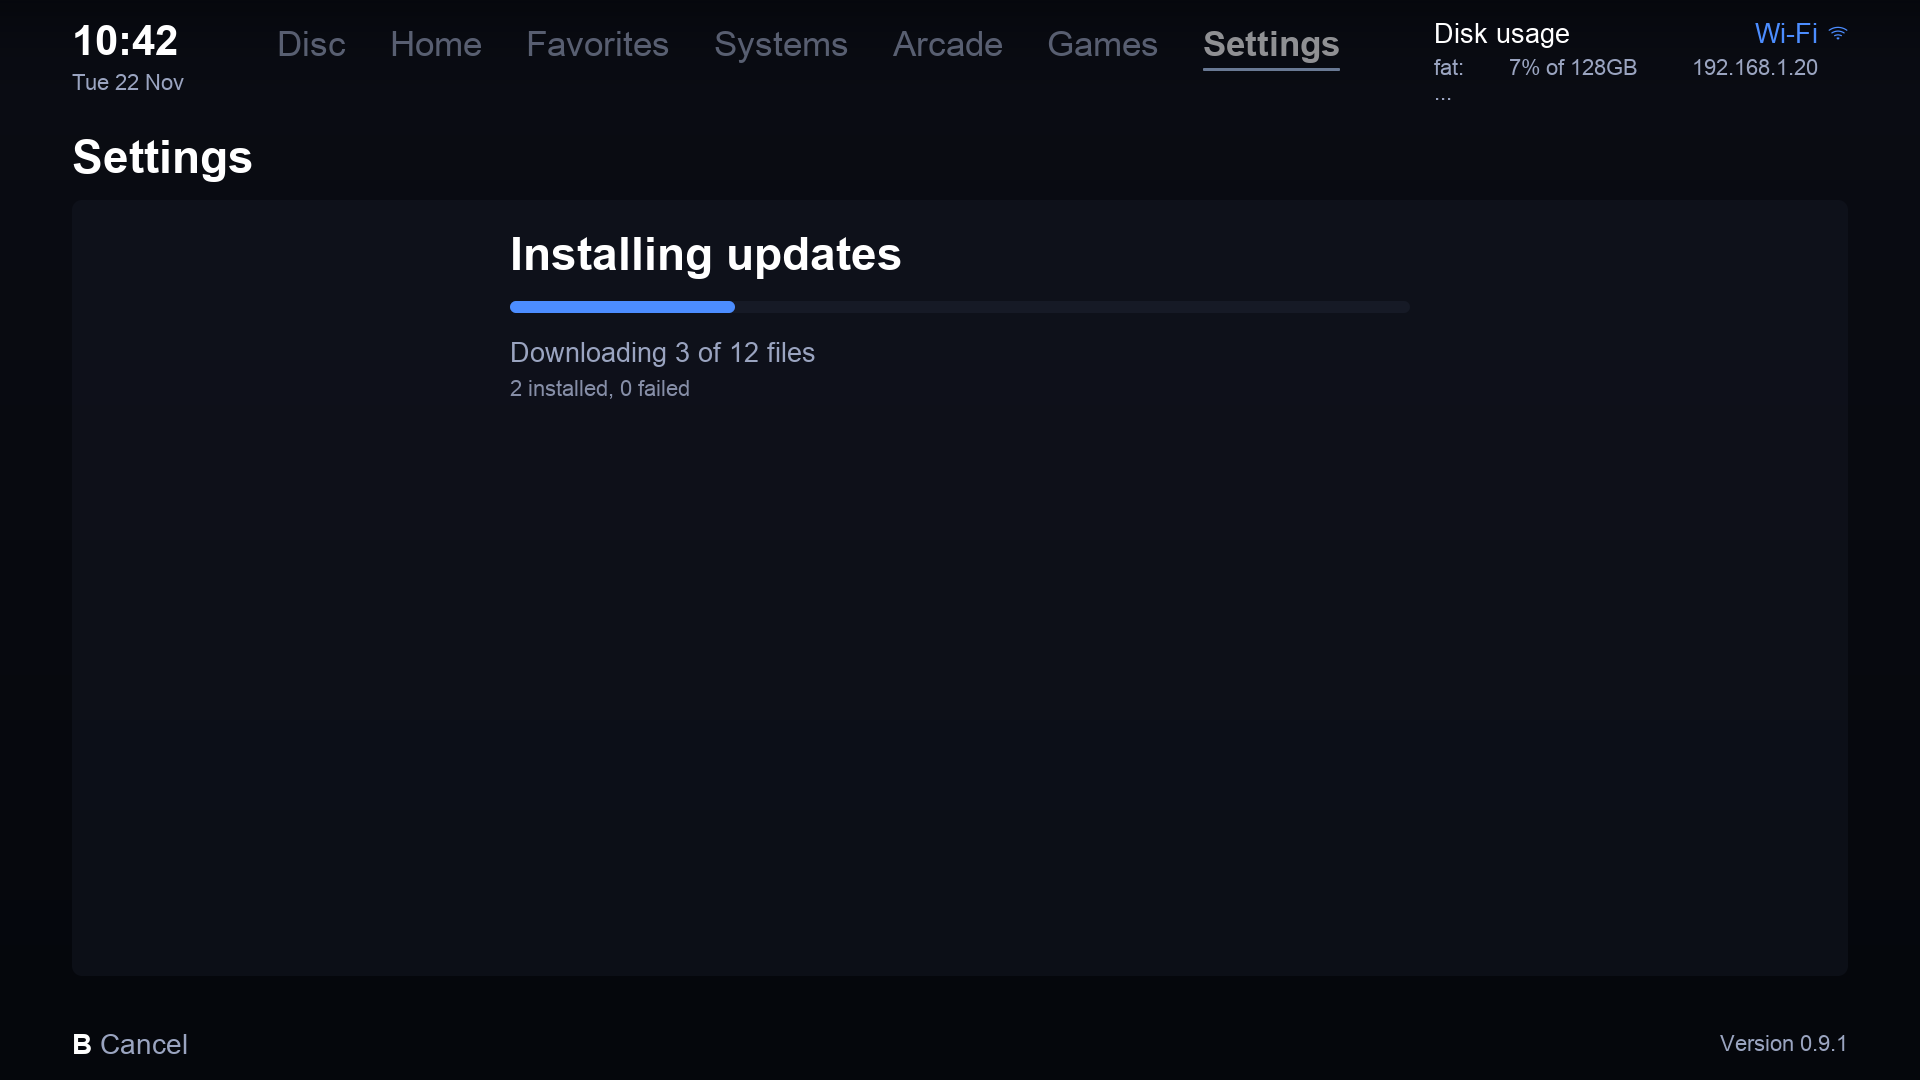 10:42
Tue 22 Nov
Disc Home Favorites Systems Arcade Games Settings
Disk usage
fat: 7% of 128GB
...
Wi-Fi
192.168.1.20
Settings
Installing updates
Downloading 3 of 12 files
2 installed, 0 failed
B Cancel
Version 0.9.1